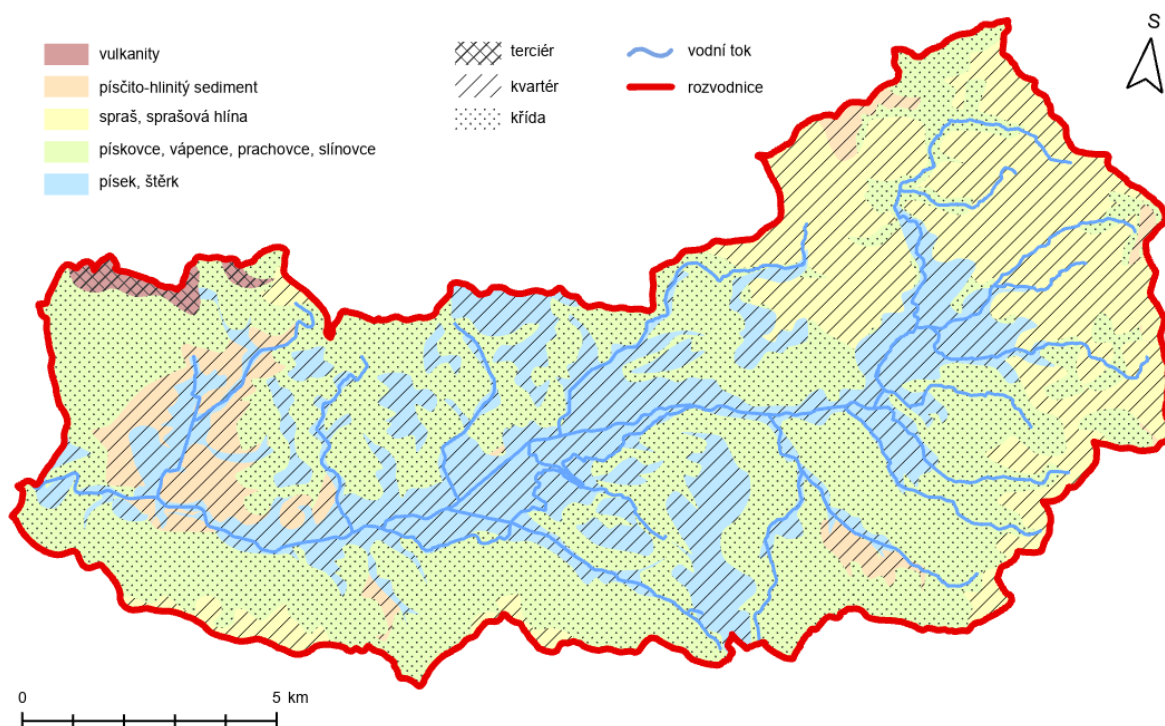 vulkanity
písčito-hlinitý sediment
spraš, sprašová hlína
pískovce, vápence, prachovce, slínovce
písek, štěrk
terciér
kvartér
křída
vodní tok
rozvodnice
S
0
5 km